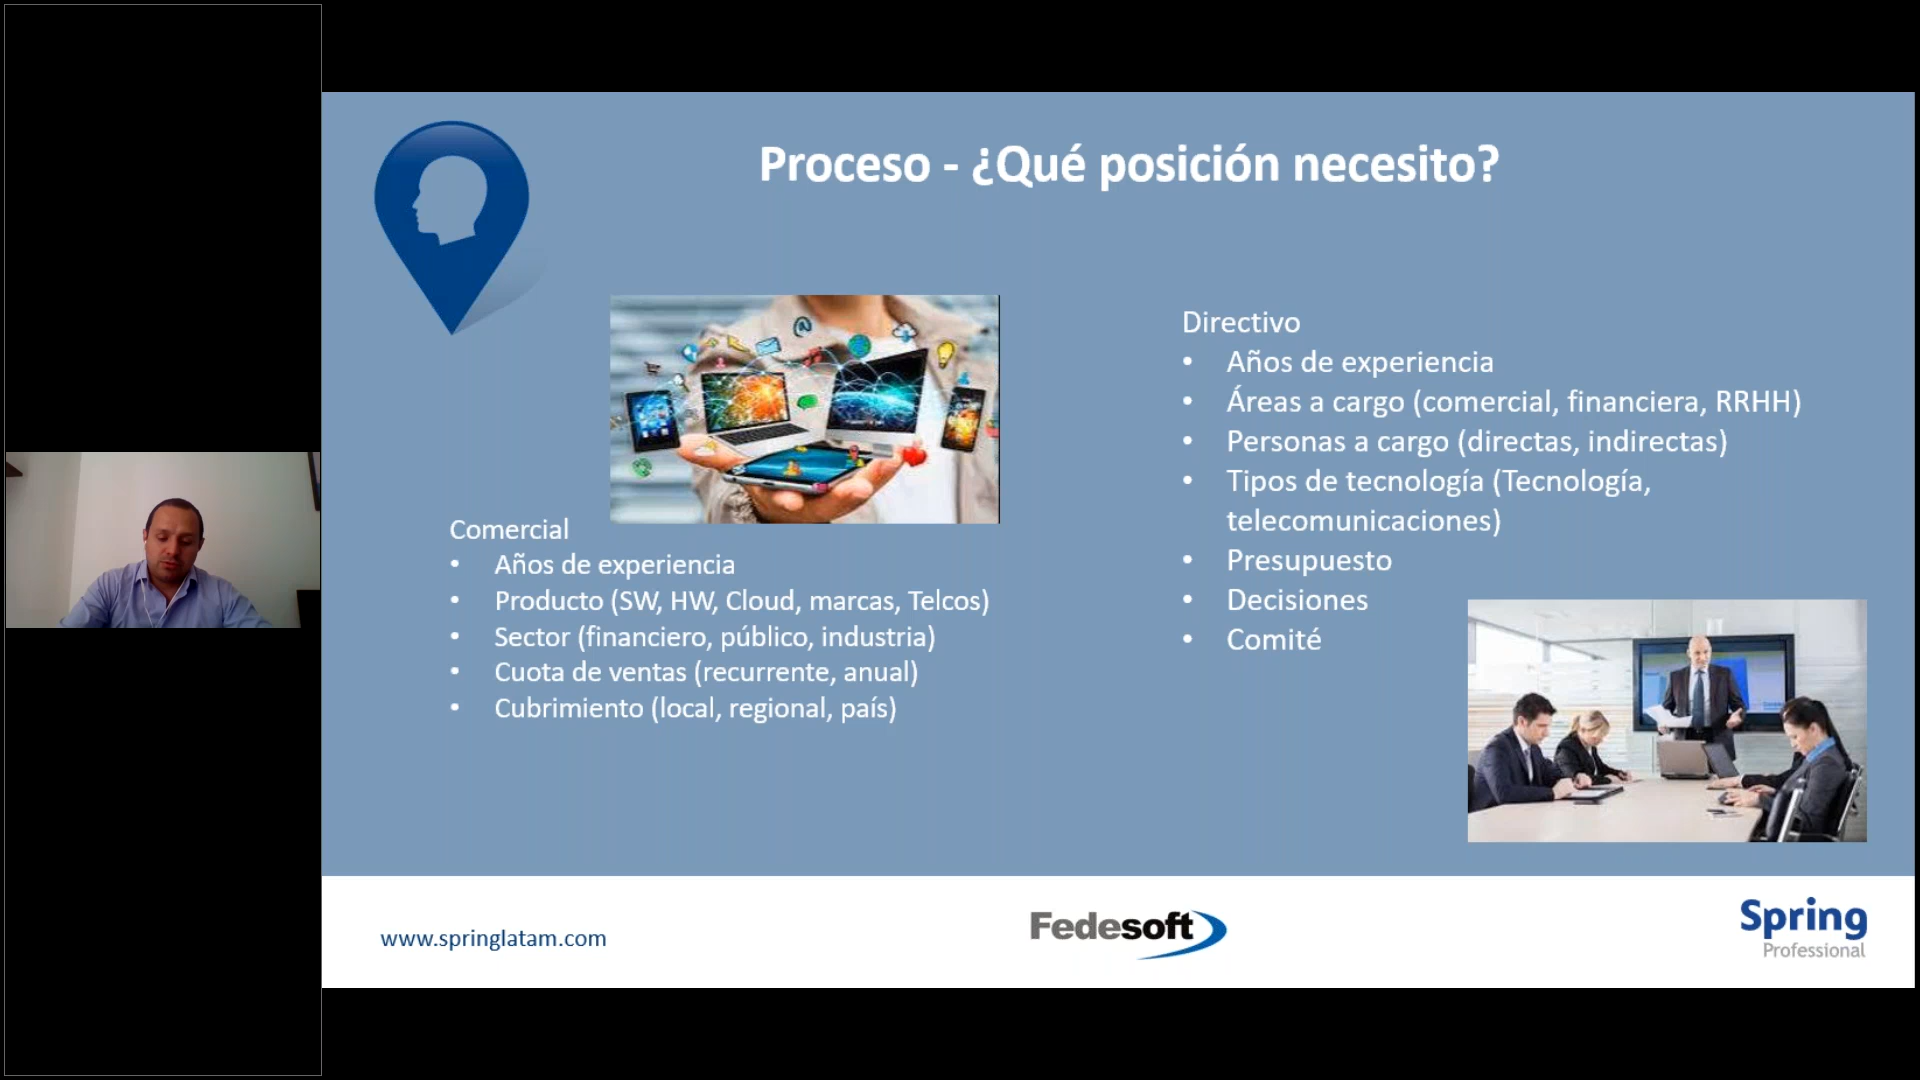 Proceso - ¿Qué posición necesito?
Comercial
• Años de experiencia
• Producto (SW, HW, Cloud, marcas, Telcos)
• Sector (financiero, público, industria)
• Cuota de ventas (recurrente, anual)
• Cubrimiento (local, regional, país)
Directivo
• Años de experiencia
• Áreas a cargo (comercial, financiera, RRHH)
• Personas a cargo (directas, indirectas)
• Tipos de tecnología (Tecnología,
telecomunicaciones)
• Presupuesto
• Decisiones
• Comité
www.springlatam.com
Fedesoft
Spring
Professional